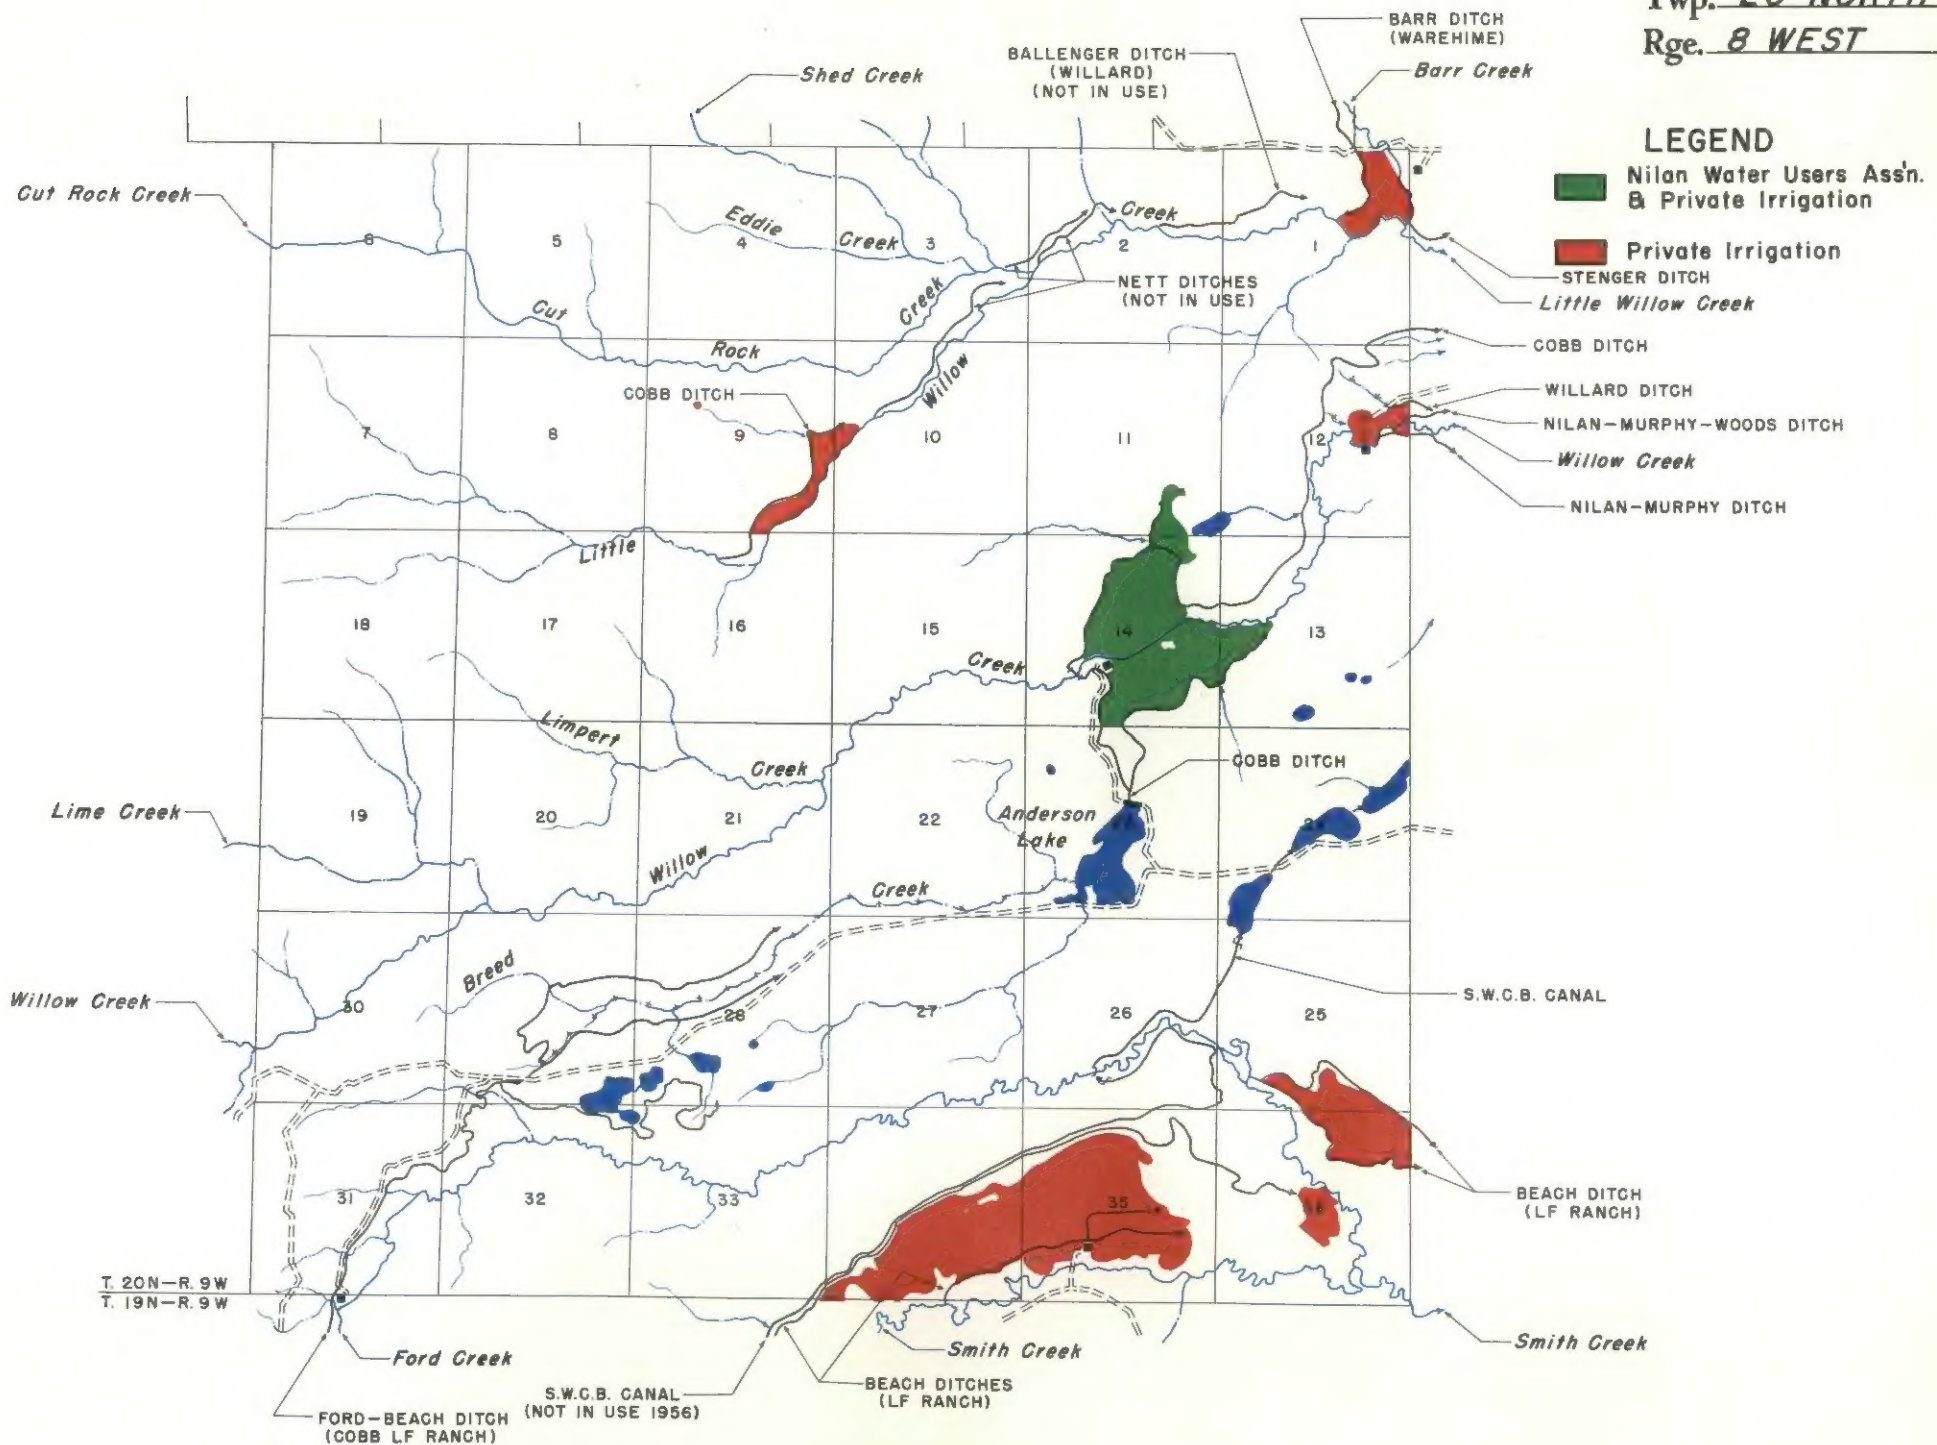 Twp. 20 NORTH
Rge. 8 WEST
BARR DITCH
(WAREHIME)
Barr Creek
BALLENGER DITCH
(WILLARD)
(NOT IN USE)
Shed Creek
LEGEND
Nilan Water Users Ass'n.
& Private Irrigation
Private Irrigation
Cut Rock Creek
6
5
Eddie
4
Creek
3
Creek
2
1
STENGER DITCH
Little Willow Creek
NETT DITCHES
(NOT IN USE)
Cut
Rock
Creek
Willow
COBB DITCH
WILLARD DITCH
NILAN-MURPHY-WOODS DITCH
Willow Creek
NILAN-MURPHY DITCH
COBB DITCH
7
8
9
10
11
12
Little
18
17
16
15
14
13
Creek
Limpert
Creek
COBB DITCH
Lime Creek
19
20
21
22
Anderson
Lake
Willow
Creek
Breed
Willow Creek
30
28
27
26
25
S.W.C.B. CANAL
31
32
33
35
BEACH DITCH
(LF RANCH)
T. 20N-R. 9W
T. 19N-R. 9W
Ford Creek
Smith Creek
Smith Creek
S.W.C.B. CANAL
(NOT IN USE 1956)
BEACH DITCHES
(LF RANCH)
FORD-BEACH DITCH
(COBB LF RANCH)